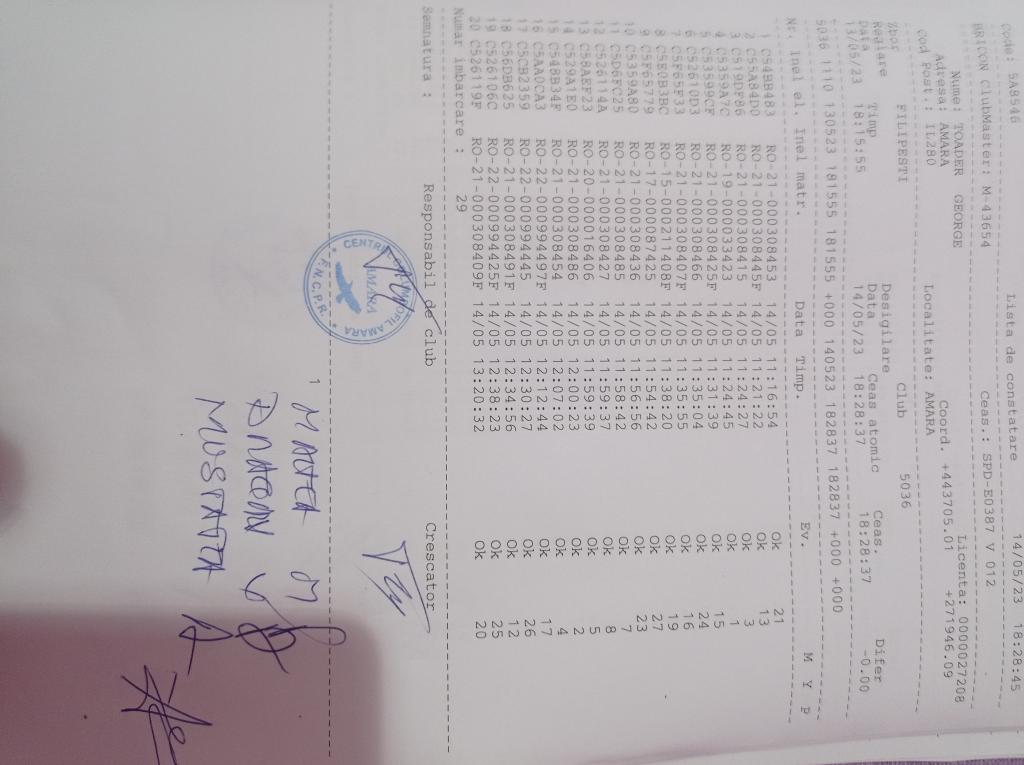 Code: 5A8546 Lista de constatare 14/05/23 18:28:45
BRICON ClubMaster: M-43654 Ceas.: SPD-E0387 V 012
Nume: TOADER GEORGE Licenta: 0000027208
Adresa: AMARA Coord. +443705.01 +271946.09
Cod Post.: IL280 Localitate: AMARA
Zbor FILIPESTI Club 5036
Reglare Desigilare Difer
Data Timp Data Ceas atomic Ceas.
13/05/23 18:15:55 14/05/23 18:28:37 18:28:37 -0.00
5036 1110 130523 181555 181555 +000 140523 182837 182837 +000 +000
Nr. Inel el. Inel matr. Data Timp. Ev. M Y P
1 C54BB483 RO-21-000308453 14/05 11:16:54 Ok 21
2 C55A84D0 RO-21-000308445F 14/05 11:21:22 Ok 13
3 C519DF86 RO-21-000308415 14/05 11:24:27 Ok 3
4 C5359A7C RO-19-000033423 14/05 11:24:45 Ok 1
5 C53599CF RO-21-000308425F 14/05 11:31:39 Ok 15
6 C52610D3 RO-21-000308466 14/05 11:35:04 Ok 24
7 C5F65F33 RO-21-000308407F 14/05 11:35:55 Ok 16
8 C5E0B3BC RO-15-000211408F 14/05 11:38:20 Ok 19
9 C5F65779 RO-17-000087425 14/05 11:54:42 Ok 27
10 C5359A80 RO-21-000308436 14/05 11:56:56 Ok 23
11 C5D6FC25 RO-21-000308485 14/05 11:58:42 Ok 7
12 C526114A RO-21-000308427 14/05 11:59:37 Ok 8
13 C58AEF23 RO-20-000016406 14/05 11:59:39 Ok 5
14 C529A1E0 RO-21-000308486 14/05 12:00:23 Ok 2
15 C548B34F RO-21-000308454 14/05 12:07:02 Ok 4
16 C5AA0CA3 RO-22-000994497F 14/05 12:12:44 Ok 17
17 C5CB2359 RO-22-000994445 14/05 12:30:27 Ok 26
18 C56DB625 RO-21-000308491F 14/05 12:34:56 Ok 12
19 C526106C RO-22-000994425F 14/05 12:38:23 Ok 25
20 C526119F RO-21-000308409F 14/05 13:20:32 Ok 20
Numar imbarcare : 29
Semnatura : Responsabil de club Crescator
AMARA
F.N.C.P.R.
1
MUSTATEA